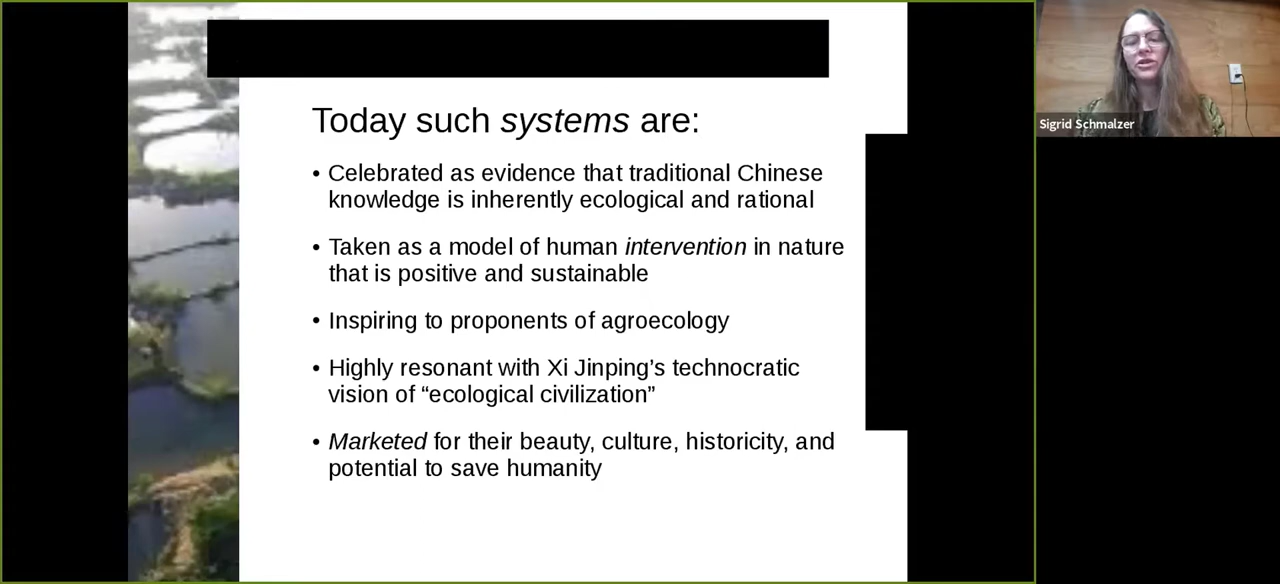 Today such systems are:
• Celebrated as evidence that traditional Chinese
knowledge is inherently ecological and rational
• Taken as a model of human intervention in nature
that is positive and sustainable
• Inspiring to proponents of agroecology
• Highly resonant with Xi Jinping’s technocratic
vision of “ecological civilization”
• Marketed for their beauty, culture, historicity, and
potential to save humanity
Sigrid Schmalzer